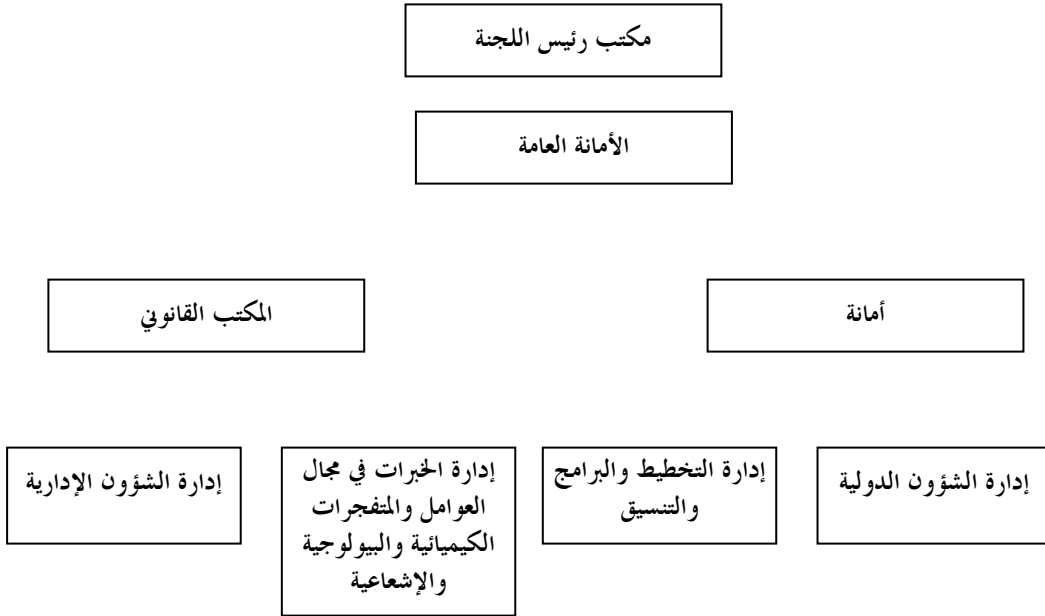 مكتب رئيس اللجنة
الأمانة العامة
أمانة
المكتب القانوني
إدارة الشؤون الدولية
إدارة التخطيط والبرامج
والتنسيق
إدارة الخبرات في مجال
العوامل والمتفجرات
الكيميائية والبيولوجية
والإشعاعية
إدارة الشؤون الإدارية